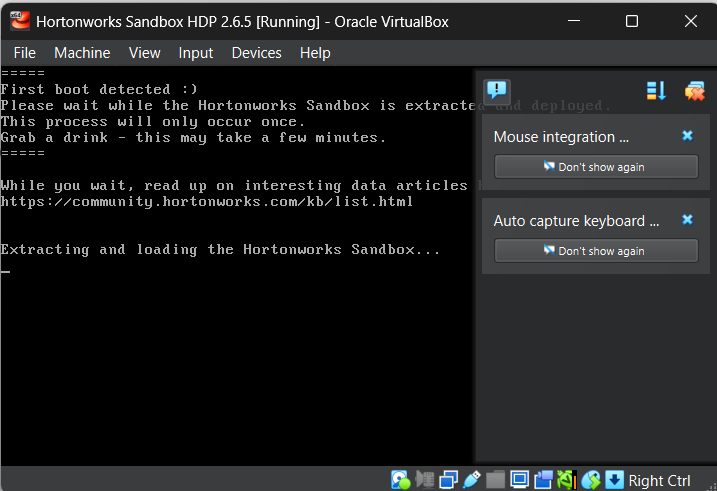 Hortonworks Sandbox HDP 2.6.5 [Running] - Oracle VirtualBox
File Machine View Input Devices Help
=====
First boot detected :)
Please wait while the Hortonworks Sandbox is extracted and deployed.
This process will only occur once.
Grab a drink - this may take a few minutes.
=====
While you wait, read up on interesting data articles
https://community.hortonworks.com/kb/list.html
Extracting and loading the Hortonworks Sandbox...
_
Mouse integration ...
Don't show again
Auto capture keyboard ...
Don't show again
Right Ctrl